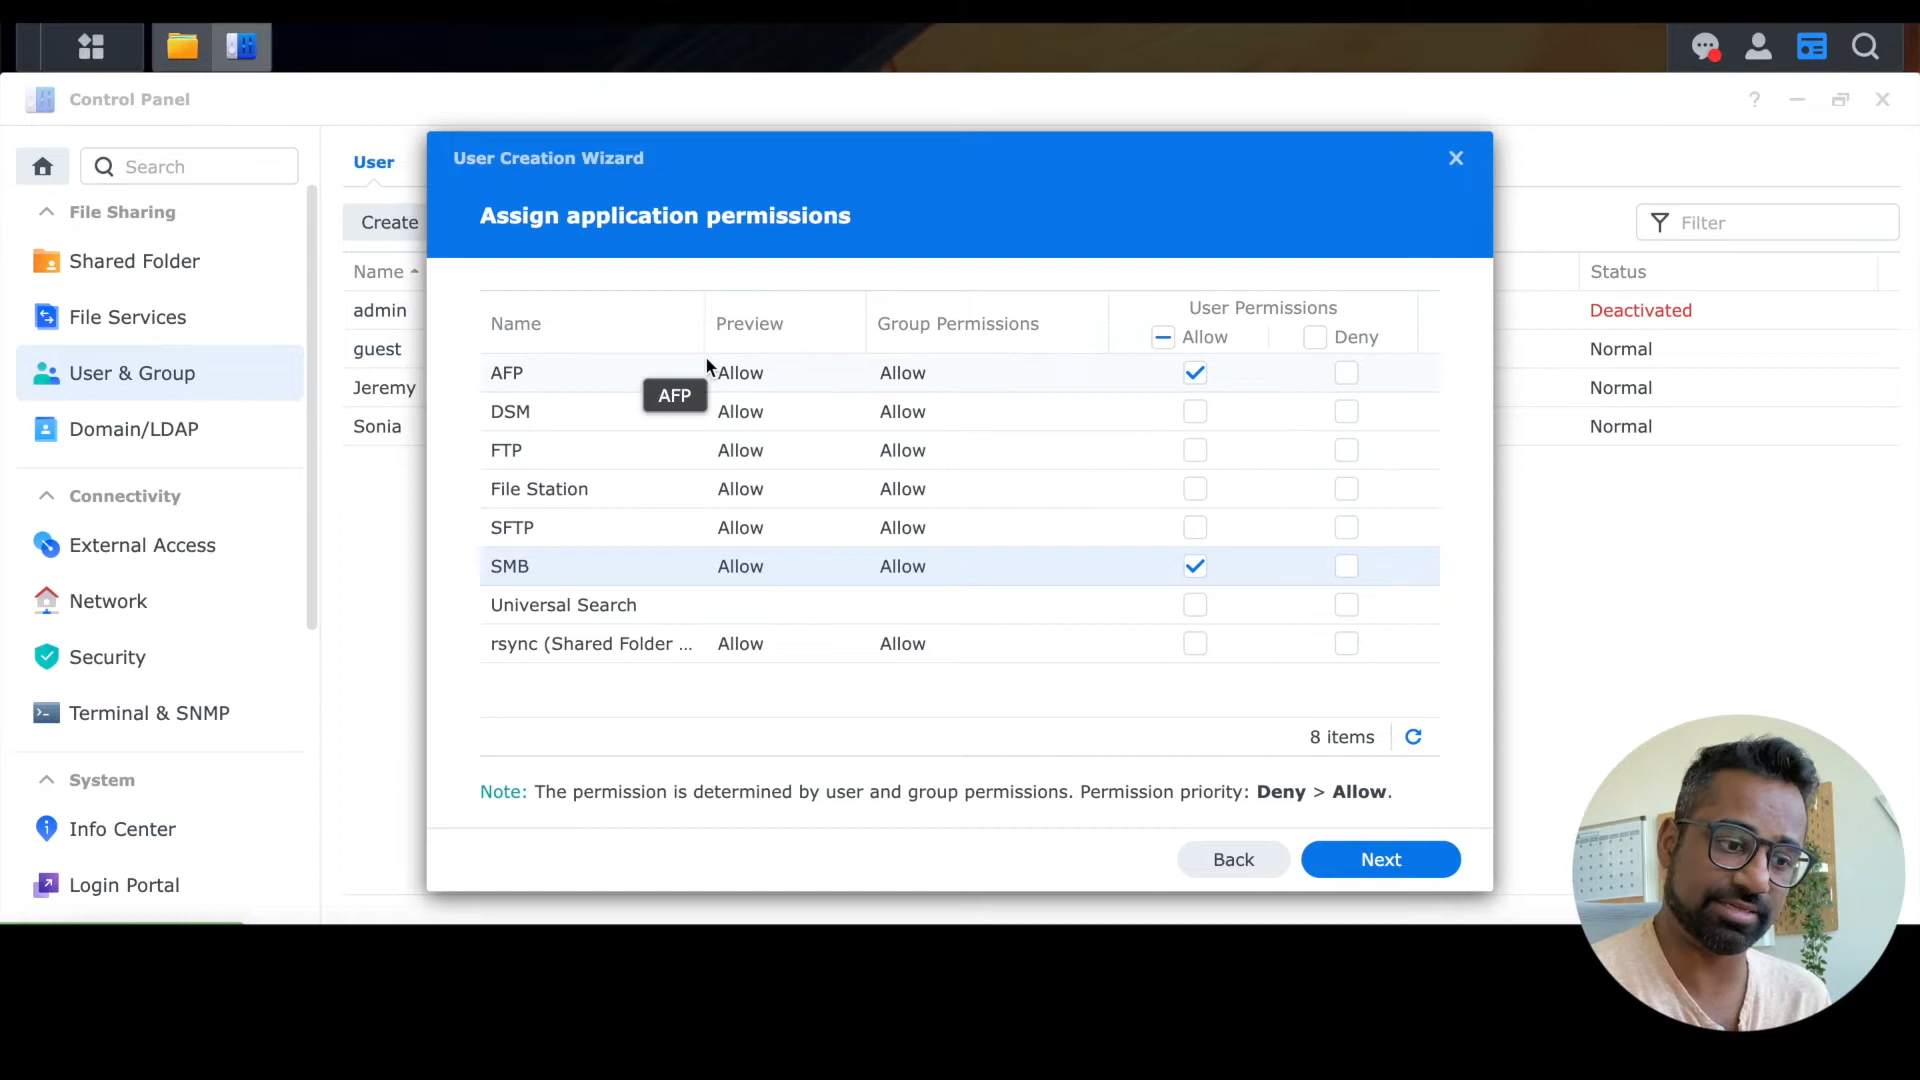 Control Panel
Search
File Sharing
Shared Folder
File Services
User & Group
Domain/LDAP
Connectivity
External Access
Network
Security
Terminal & SNMP
System
Info Center
Login Portal
User
Create
Filter
Name
Status
admin
Deactivated
guest
Normal
Jeremy
Normal
Sonia
Normal
User Creation Wizard
Assign application permissions
Name
Preview
Group Permissions
User Permissions
Allow
Deny
AFP Allow Allow
AFP
DSM Allow Allow
FTP Allow Allow
File Station Allow Allow
SFTP Allow Allow
SMB Allow Allow
Universal Search
rsync (Shared Folder ... Allow Allow
8 items
Note: The permission is determined by user and group permissions. Permission priority: Deny > Allow.
Back
Next